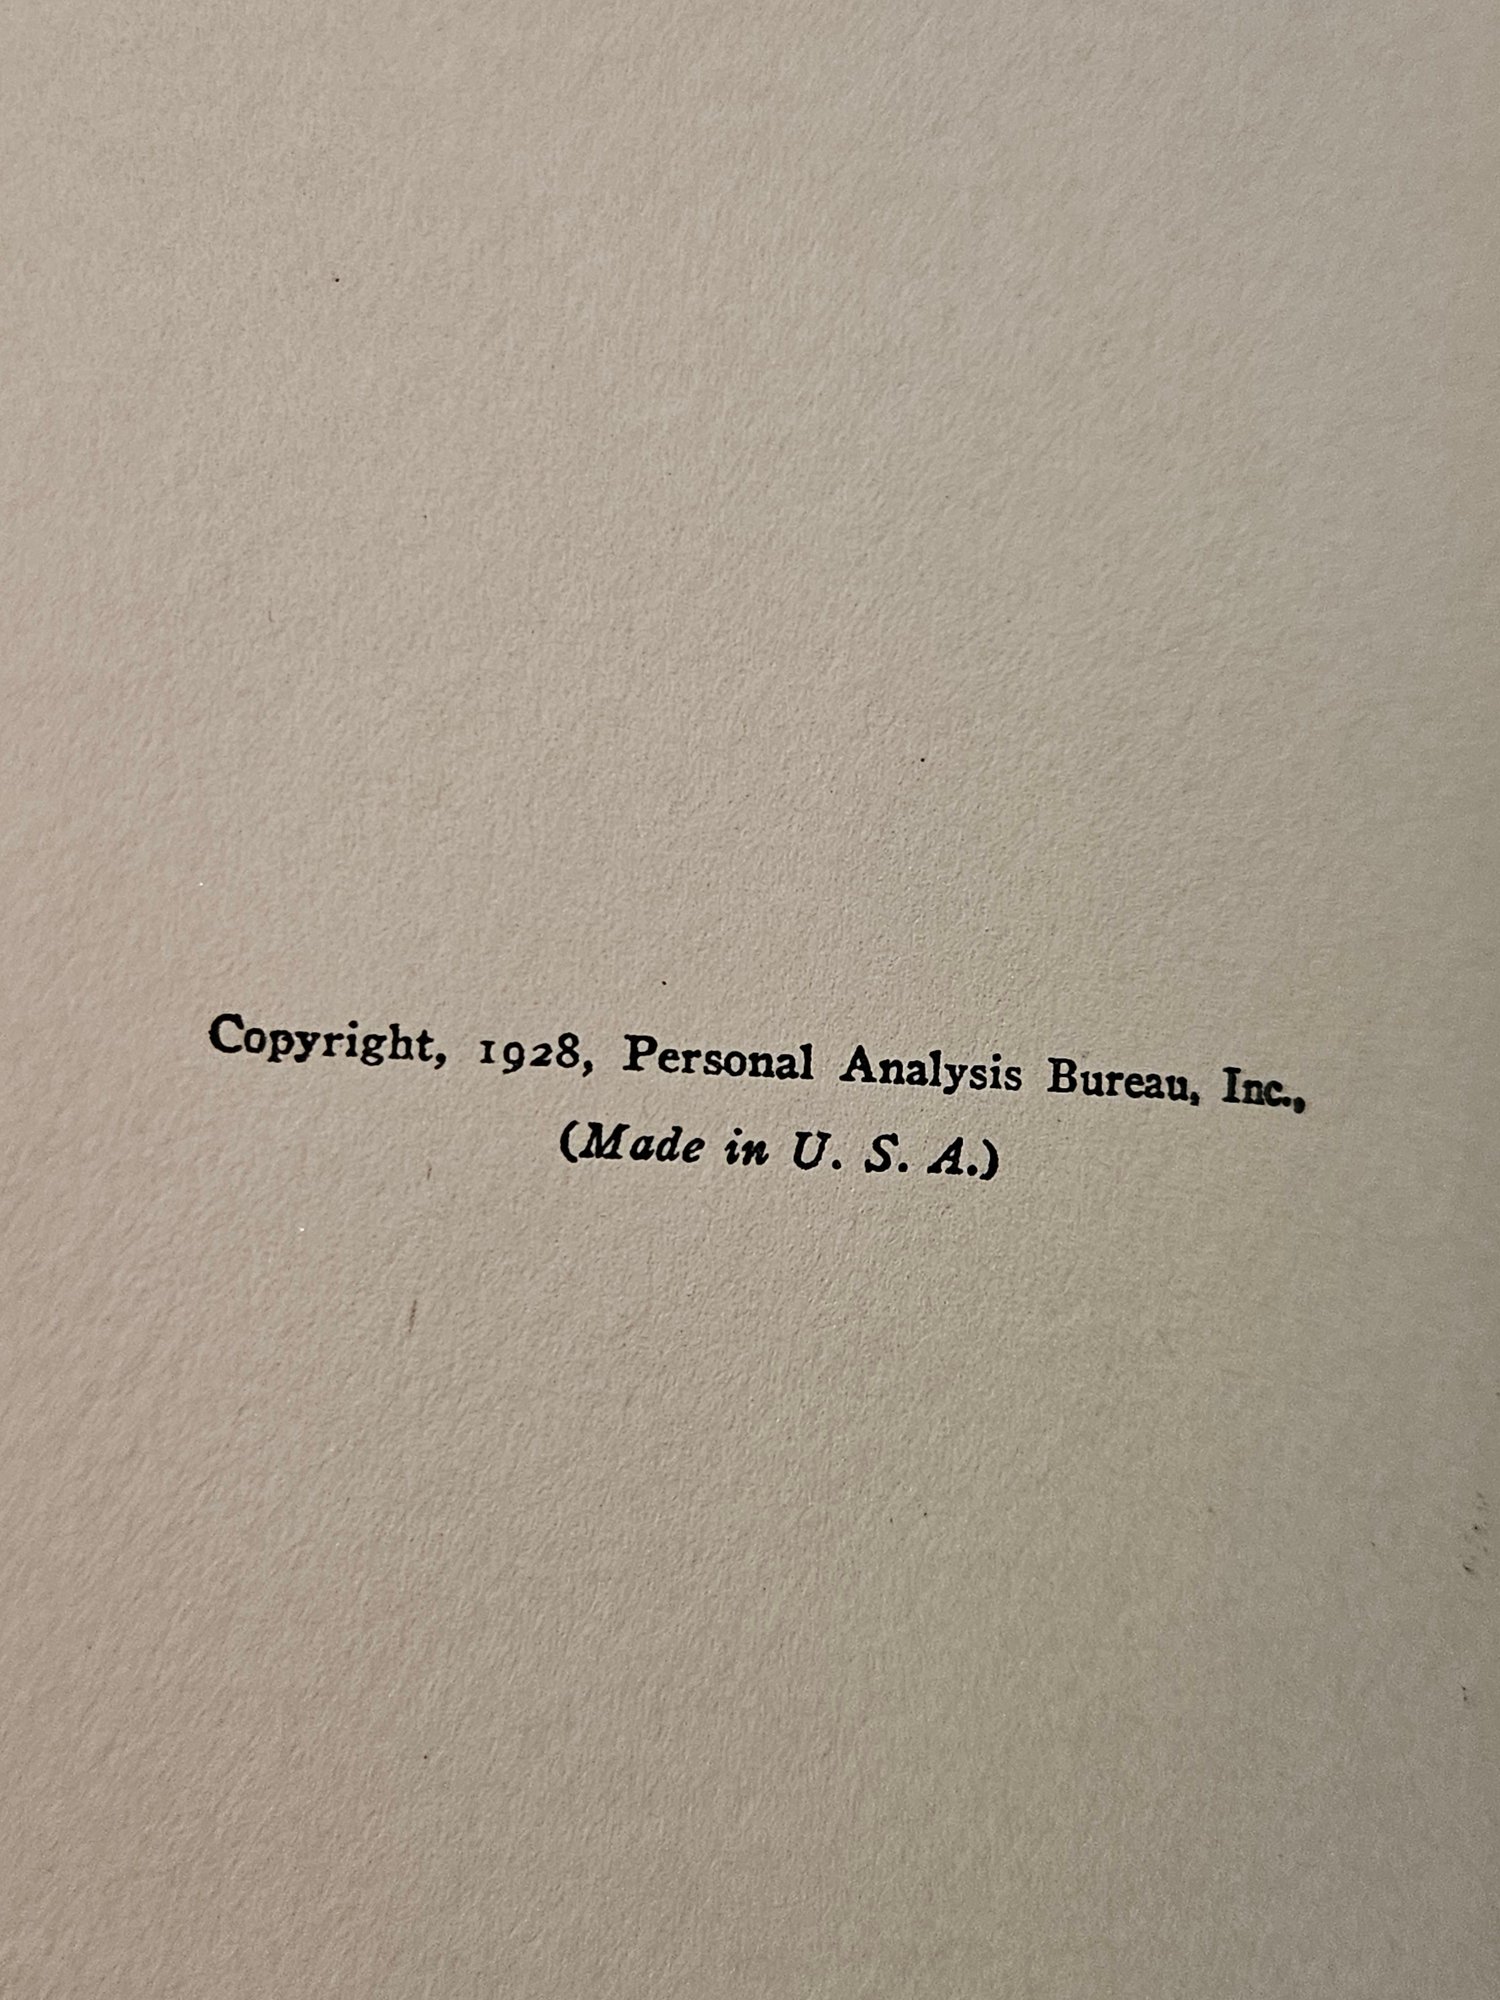 Copyright, 1928, Personal Analysis Bureau, Inc.,
(Made in U. S. A.)